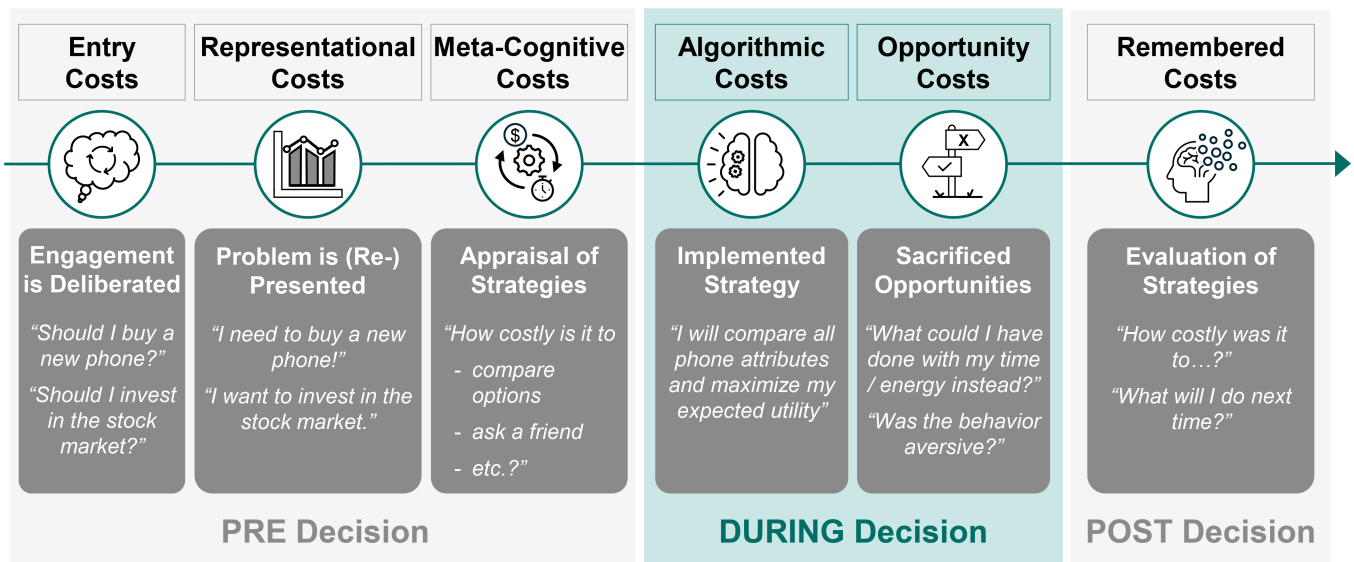 Entry
Costs
Representational
Costs
Meta-Cognitive
Costs
Algorithmic
Costs
Opportunity
Costs
Remembered
Costs
$
X
Engagement
is Deliberated
“Should I buy a
new phone?”
“Should I invest
in the stock
market?”
Problem is (Re-)
Presented
“I need to buy a new
phone!”
“I want to invest in the
stock market.”
Appraisal of
Strategies
“How costly is it to
- compare
options
- ask a friend
- etc.?”
Implemented
Strategy
“I will compare all
phone attributes
and maximize my
expected utility”
Sacrificed
Opportunities
“What could I have
done with my time
/ energy instead?”
“Was the behavior
aversive?”
Evaluation of
Strategies
“How costly was it
to…?”
“What will I do next
time?”
PRE Decision
DURING Decision
POST Decision